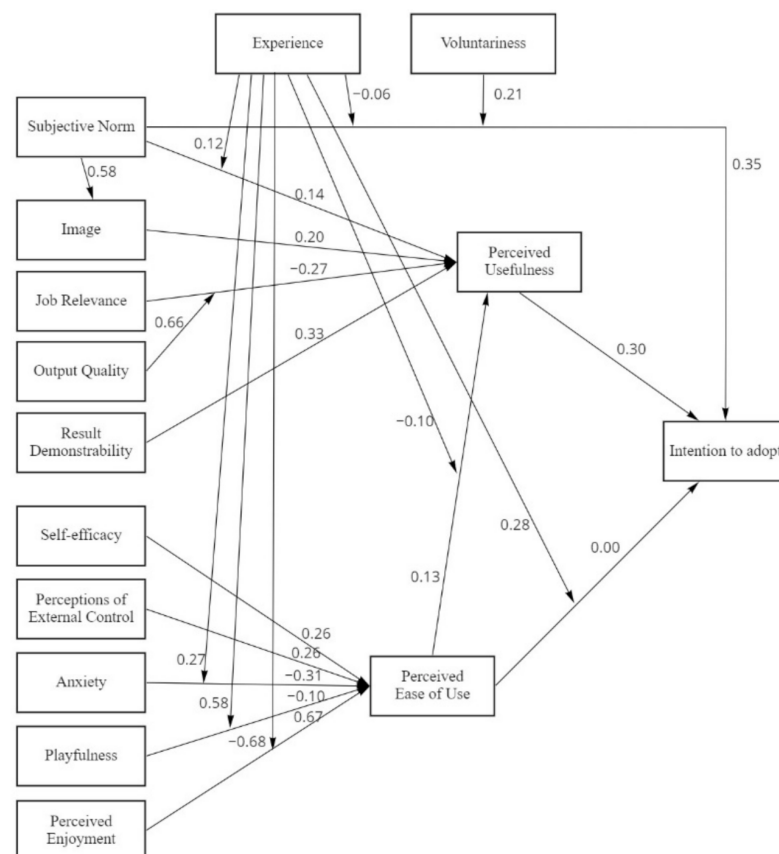 Experience
Voluntariness
−0.06
0.21
Subjective Norm
0.12
0.35
0.58
0.14
Image
0.20
Perceived
Usefulness
−0.27
Job Relevance
0.66
0.33
0.30
Output Quality
−0.10
Result
Demonstrability
Intention to adopt
Self-efficacy
0.28
0.00
0.13
Perceptions of
External Control
0.26
0.26
0.27
Anxiety
−0.31
Perceived
Ease of Use
−0.10
0.58
0.67
Playfulness
−0.68
Perceived
Enjoyment